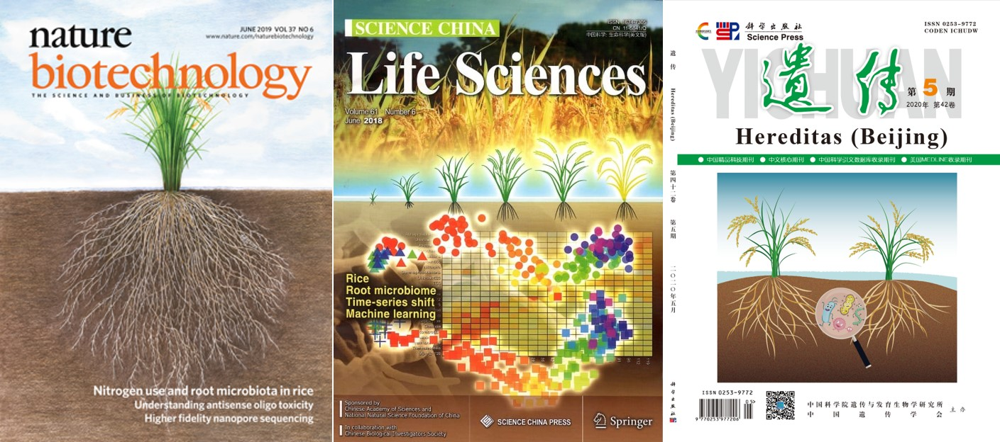 nature
JUNE 2019 VOL 37 NO 6
www.nature.com/naturebiotechnology
biotechnology
THE SCIENCE AND BUSINESS OF BIOTECHNOLOGY
Nitrogen use and root microbiota in rice
Understanding antisense oligo toxicity
Higher fidelity nanopore sequencing
SCIENCE CHINA
中国科学: 生命科学(英文版)
Life Sciences
Volume 61 Number 6
June 2018
Rice
Root microbiome
Time-series shift
Machine learning
Sponsored by
Chinese Academy of Sciences and
National Natural Science Foundation of China
In collaboration with
Chinese Biological Investigators Society
SCIENCE CHINA PRESS
Springer
遗传
Hereditas (Beijing)
第四十二卷
第五期
二〇二〇年五月
科学出版社
科学出版社
Science Press
ISSN 0253-9772
CODEN ICHUDW
YICHUAN
遗传
第 5 期
2020年 第42卷
Hereditas (Beijing)
● 中国精品科技期刊 ● 中文核心期刊 ● 中国科学引文数据库收录期刊 ● 美国MEDLINE收录期刊
ISSN 0253-9772
05>
9 770253 977206
中国科学院遗传与发育生物学研究所
中国遗传学会
主办